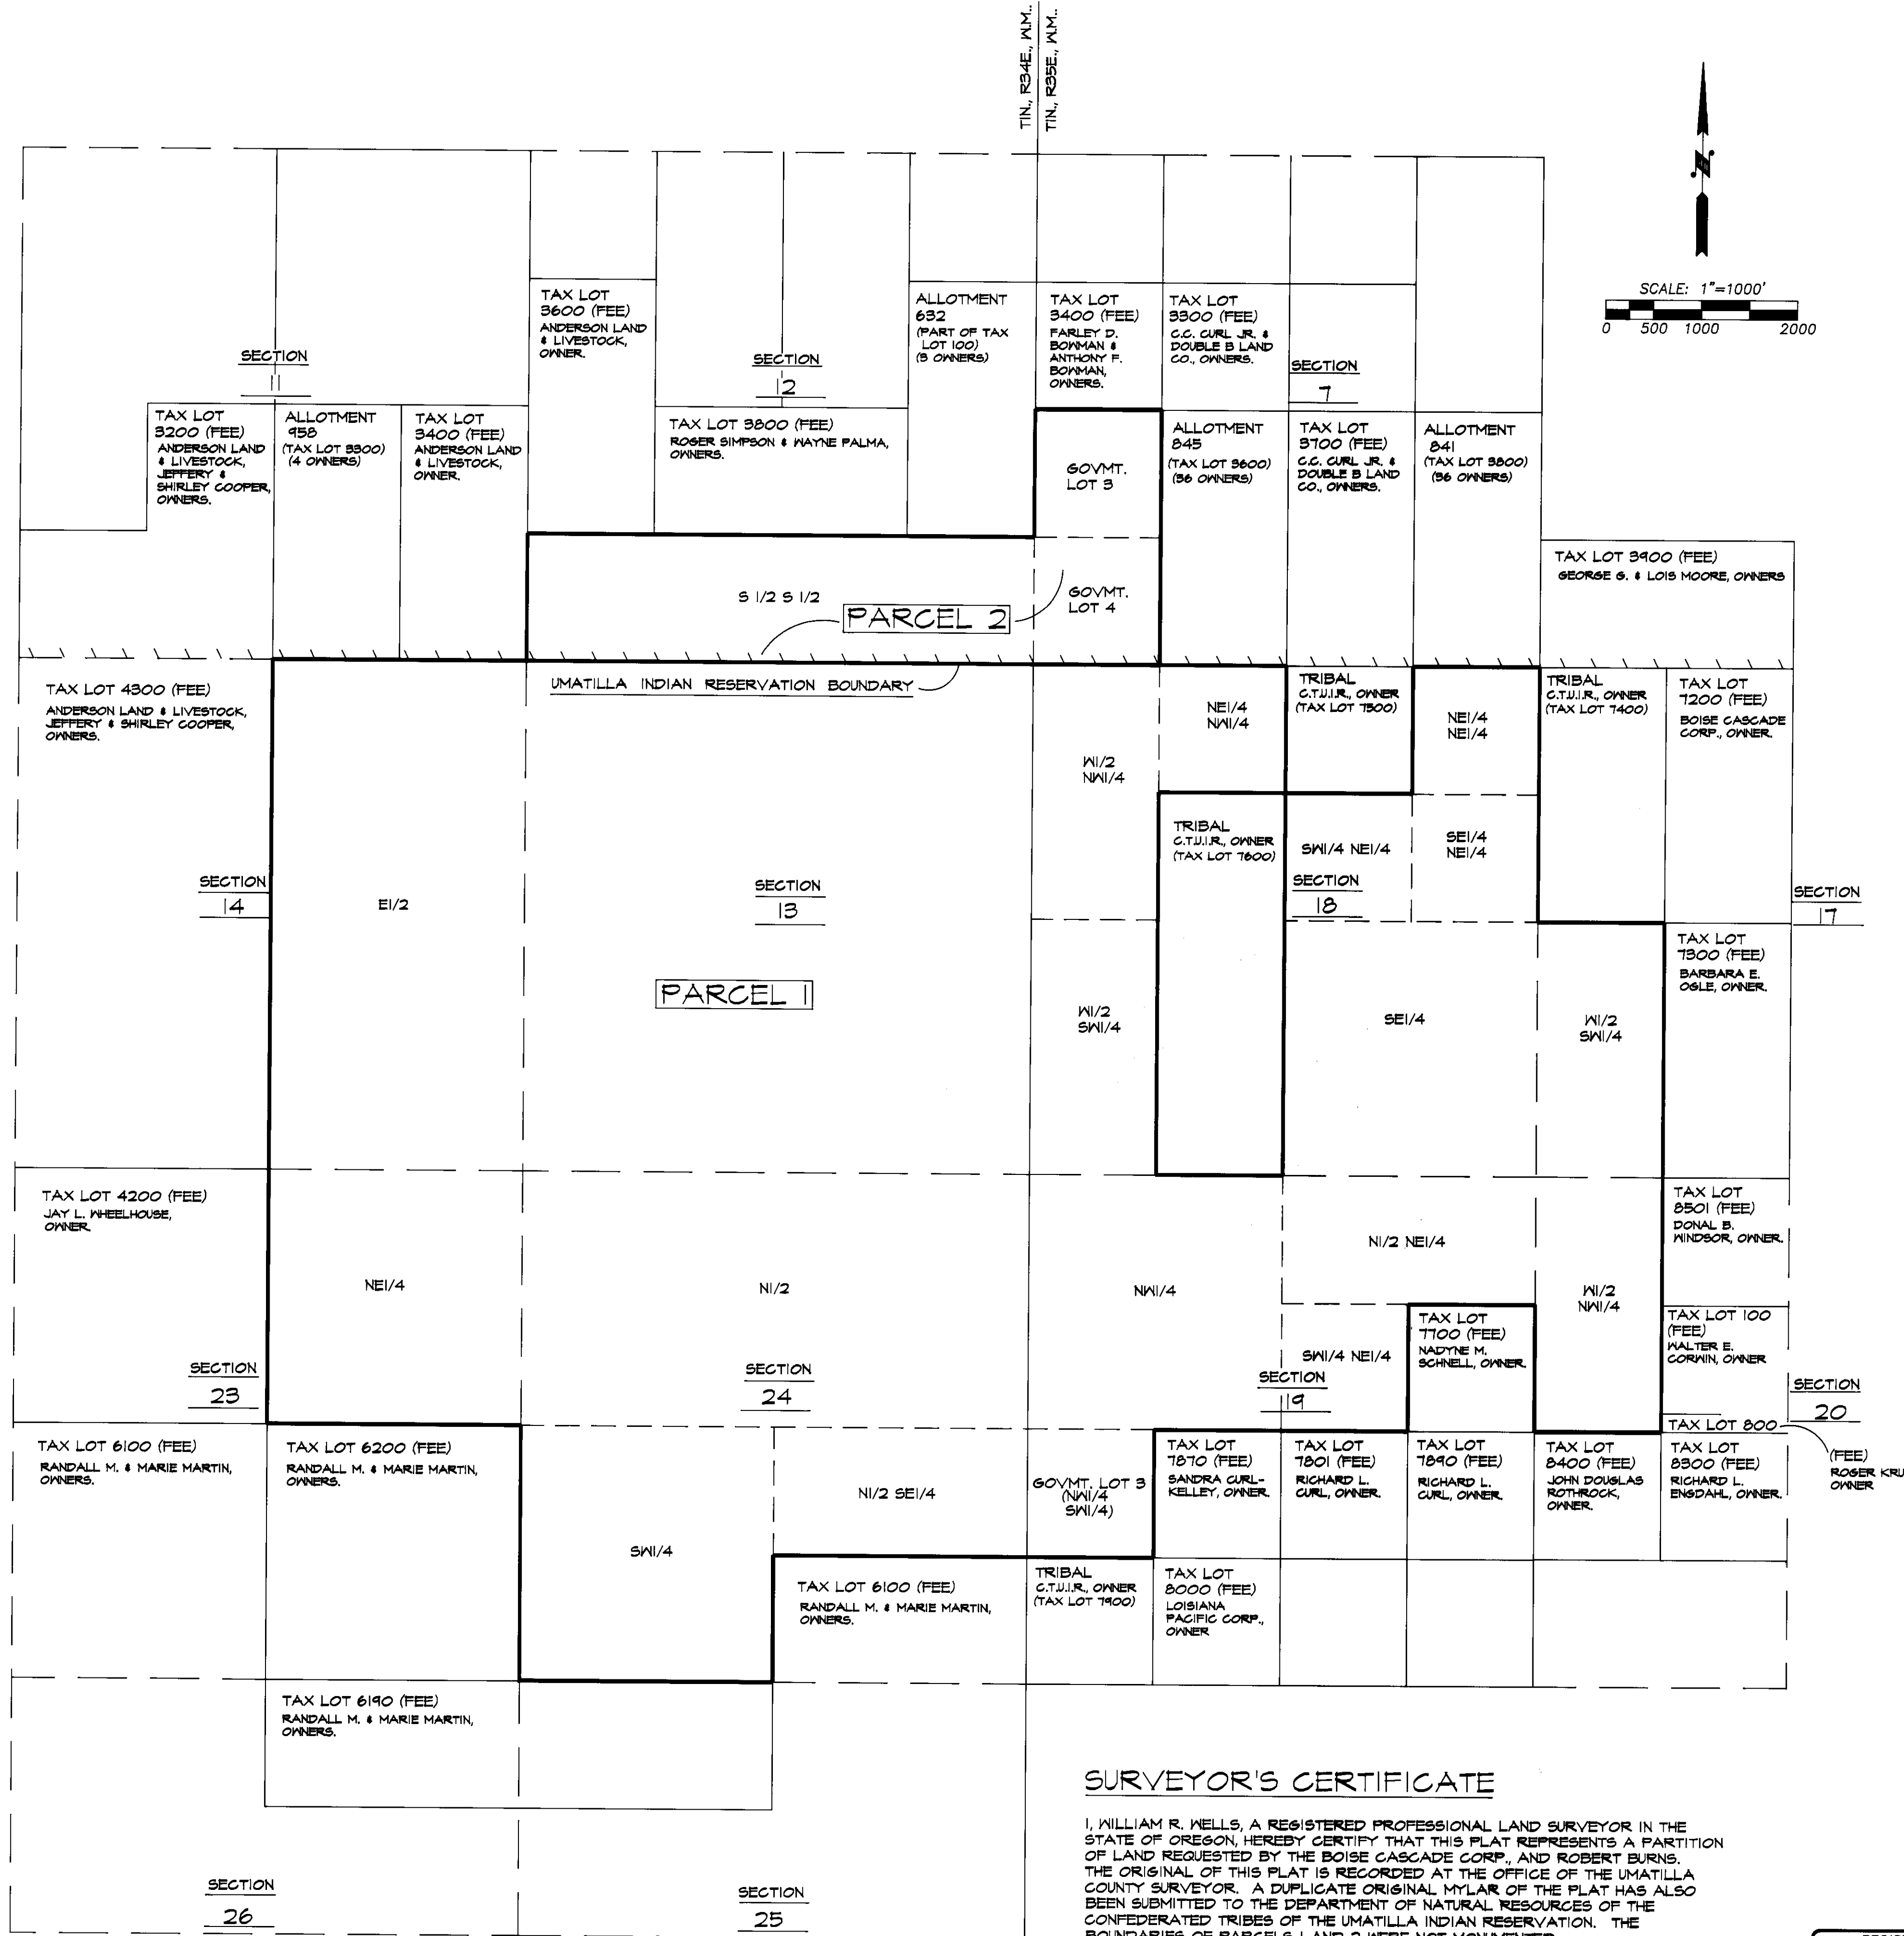 T1N., R34E., W.M..
T1N., R35E., W.M..
N
SCALE: 1"=1000'
0 500 1000 2000
SECTION
11
TAX LOT
3600 (FEE)
ANDERSON LAND
& LIVESTOCK,
OWNER.
SECTION
12
ALLOTMENT
632
(PART OF TAX
LOT 100)
TAX LOT
3400 (FEE)
FARLEY D.
BOWMAN &
ANTHONY F.
BOWMAN,
OWNERS.
TAX LOT
3300 (FEE)
C.C. CURL JR. &
DOUBLE B LAND
CO., OWNERS.
SECTION
7
TAX LOT
3200 (FEE)
ANDERSON LAND
& LIVESTOCK,
JEFFERY &
SHIRLEY COOPER,
OWNERS.
ALLOTMENT
958
(TAX LOT 3300)
(4 OWNERS)
TAX LOT
3400 (FEE)
ANDERSON LAND
& LIVESTOCK,
OWNER.
TAX LOT 3800 (FEE)
ROGER SIMPSON & WAYNE PALMA,
OWNERS.
GOVMT.
LOT 3
ALLOTMENT
845
(TAX LOT 3600)
(36 OWNERS)
TAX LOT
3700 (FEE)
C.C. CURL JR. &
DOUBLE B LAND
CO., OWNERS.
ALLOTMENT
841
(TAX LOT 3800)
(36 OWNERS)
TAX LOT 3900 (FEE)
GEORGE G. & LOIS MOORE, OWNERS
S 1/2 S 1/2
PARCEL 2
GOVMT.
LOT 4
UMATILLA INDIAN RESERVATION BOUNDARY
TAX LOT 4300 (FEE)
ANDERSON LAND & LIVESTOCK,
JEFFERY & SHIRLEY COOPER,
OWNERS.
NE1/4
NW1/4
TRIBAL
C.T.U.I.R., OWNER
(TAX LOT 7500)
NE1/4
NE1/4
TRIBAL
C.T.U.I.R., OWNER
(TAX LOT 7400)
TAX LOT
7200 (FEE)
BOISE CASCADE
CORP., OWNER.
W1/2
NW1/4
TRIBAL
C.T.U.I.R., OWNER
(TAX LOT 7600)
SW1/4 NE1/4
SE1/4
NE1/4
SECTION
14
E1/2
SECTION
13
SECTION
18
SECTION
17
PARCEL 1
W1/2
SW1/4
SE1/4
W1/2
SW1/4
TAX LOT
7300 (FEE)
BARBARA E.
OGLE, OWNER.
TAX LOT 4200 (FEE)
JAY L. WHEELHOUSE,
OWNER.
TAX LOT
8501 (FEE)
DONAL B.
WINDSOR, OWNER.
N1/2 NE1/4
NE1/4
N1/2
NW1/4
W1/2
NW1/4
TAX LOT
7700 (FEE)
NADYNE M.
SCHNELL, OWNER.
TAX LOT 100
(FEE)
WALTER E.
CORWIN, OWNER
SW1/4 NE1/4
SECTION
23
SECTION
24
SECTION
19
SECTION
20
TAX LOT 800
(FEE)
ROGER KRU
OWNER
TAX LOT 6100 (FEE)
RANDALL M. & MARIE MARTIN,
OWNERS.
TAX LOT 6200 (FEE)
RANDALL M. & MARIE MARTIN,
OWNERS.
N1/2 SE1/4
GOVMT. LOT 3
(NW1/4
SW1/4)
TAX LOT
7870 (FEE)
SANDRA CURL-
KELLEY, OWNER.
TAX LOT
7801 (FEE)
RICHARD L.
CURL, OWNER.
TAX LOT
7890 (FEE)
RICHARD L.
CURL, OWNER.
TAX LOT
8400 (FEE)
JOHN DOUGLAS
ROTHROCK,
OWNER.
TAX LOT
8300 (FEE)
RICHARD L.
ENGDAHL, OWNER.
SW1/4
TAX LOT 6100 (FEE)
RANDALL M. & MARIE MARTIN,
OWNERS.
TRIBAL
C.T.U.I.R., OWNER
(TAX LOT 7900)
TAX LOT
8000 (FEE)
LOISIANA
PACIFIC CORP.,
OWNER
TAX LOT 6190 (FEE)
RANDALL M. & MARIE MARTIN,
OWNERS.
SECTION
26
SECTION
25
SURVEYOR'S CERTIFICATE
I, WILLIAM R. WELLS, A REGISTERED PROFESSIONAL LAND SURVEYOR IN THE
STATE OF OREGON, HEREBY CERTIFY THAT THIS PLAT REPRESENTS A PARTITION
OF LAND REQUESTED BY THE BOISE CASCADE CORP., AND ROBERT BURNS.
THE ORIGINAL OF THIS PLAT IS RECORDED AT THE OFFICE OF THE UMATILLA
COUNTY SURVEYOR. A DUPLICATE ORIGINAL MYLAR OF THE PLAT HAS ALSO
BEEN SUBMITTED TO THE DEPARTMENT OF NATURAL RESOURCES OF THE
CONFEDERATED TRIBES OF THE UMATILLA INDIAN RESERVATION. THE
BOUNDARIES OF PARCELS 1 AND 2 WERE NOT MONUMENTED